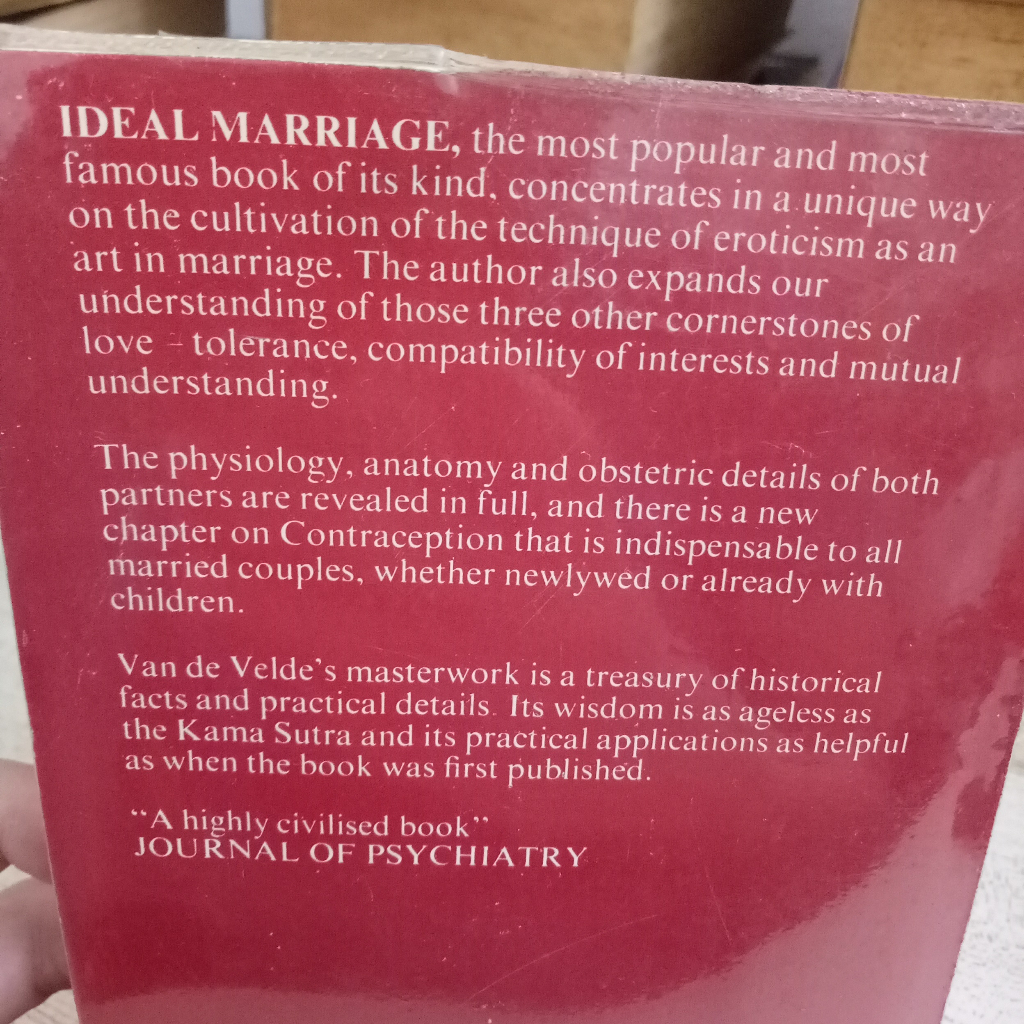 IDEAL MARRIAGE, the most popular and most
famous book of its kind, concentrates in a unique way
on the cultivation of the technique of eroticism as an
art in marriage. The author also expands our
understanding of those three other cornerstones of
love – tolerance, compatibility of interests and mutual
understanding.
The physiology, anatomy and obstetric details of both
partners are revealed in full, and there is a new
chapter on Contraception that is indispensable to all
married couples, whether newlywed or already with
children.
Van de Velde's masterwork is a treasury of historical
facts and practical details. Its wisdom is as ageless as
the Kama Sutra and its practical applications as helpful
as when the book was first published.
“A highly civilised book”
JOURNAL OF PSYCHIATRY